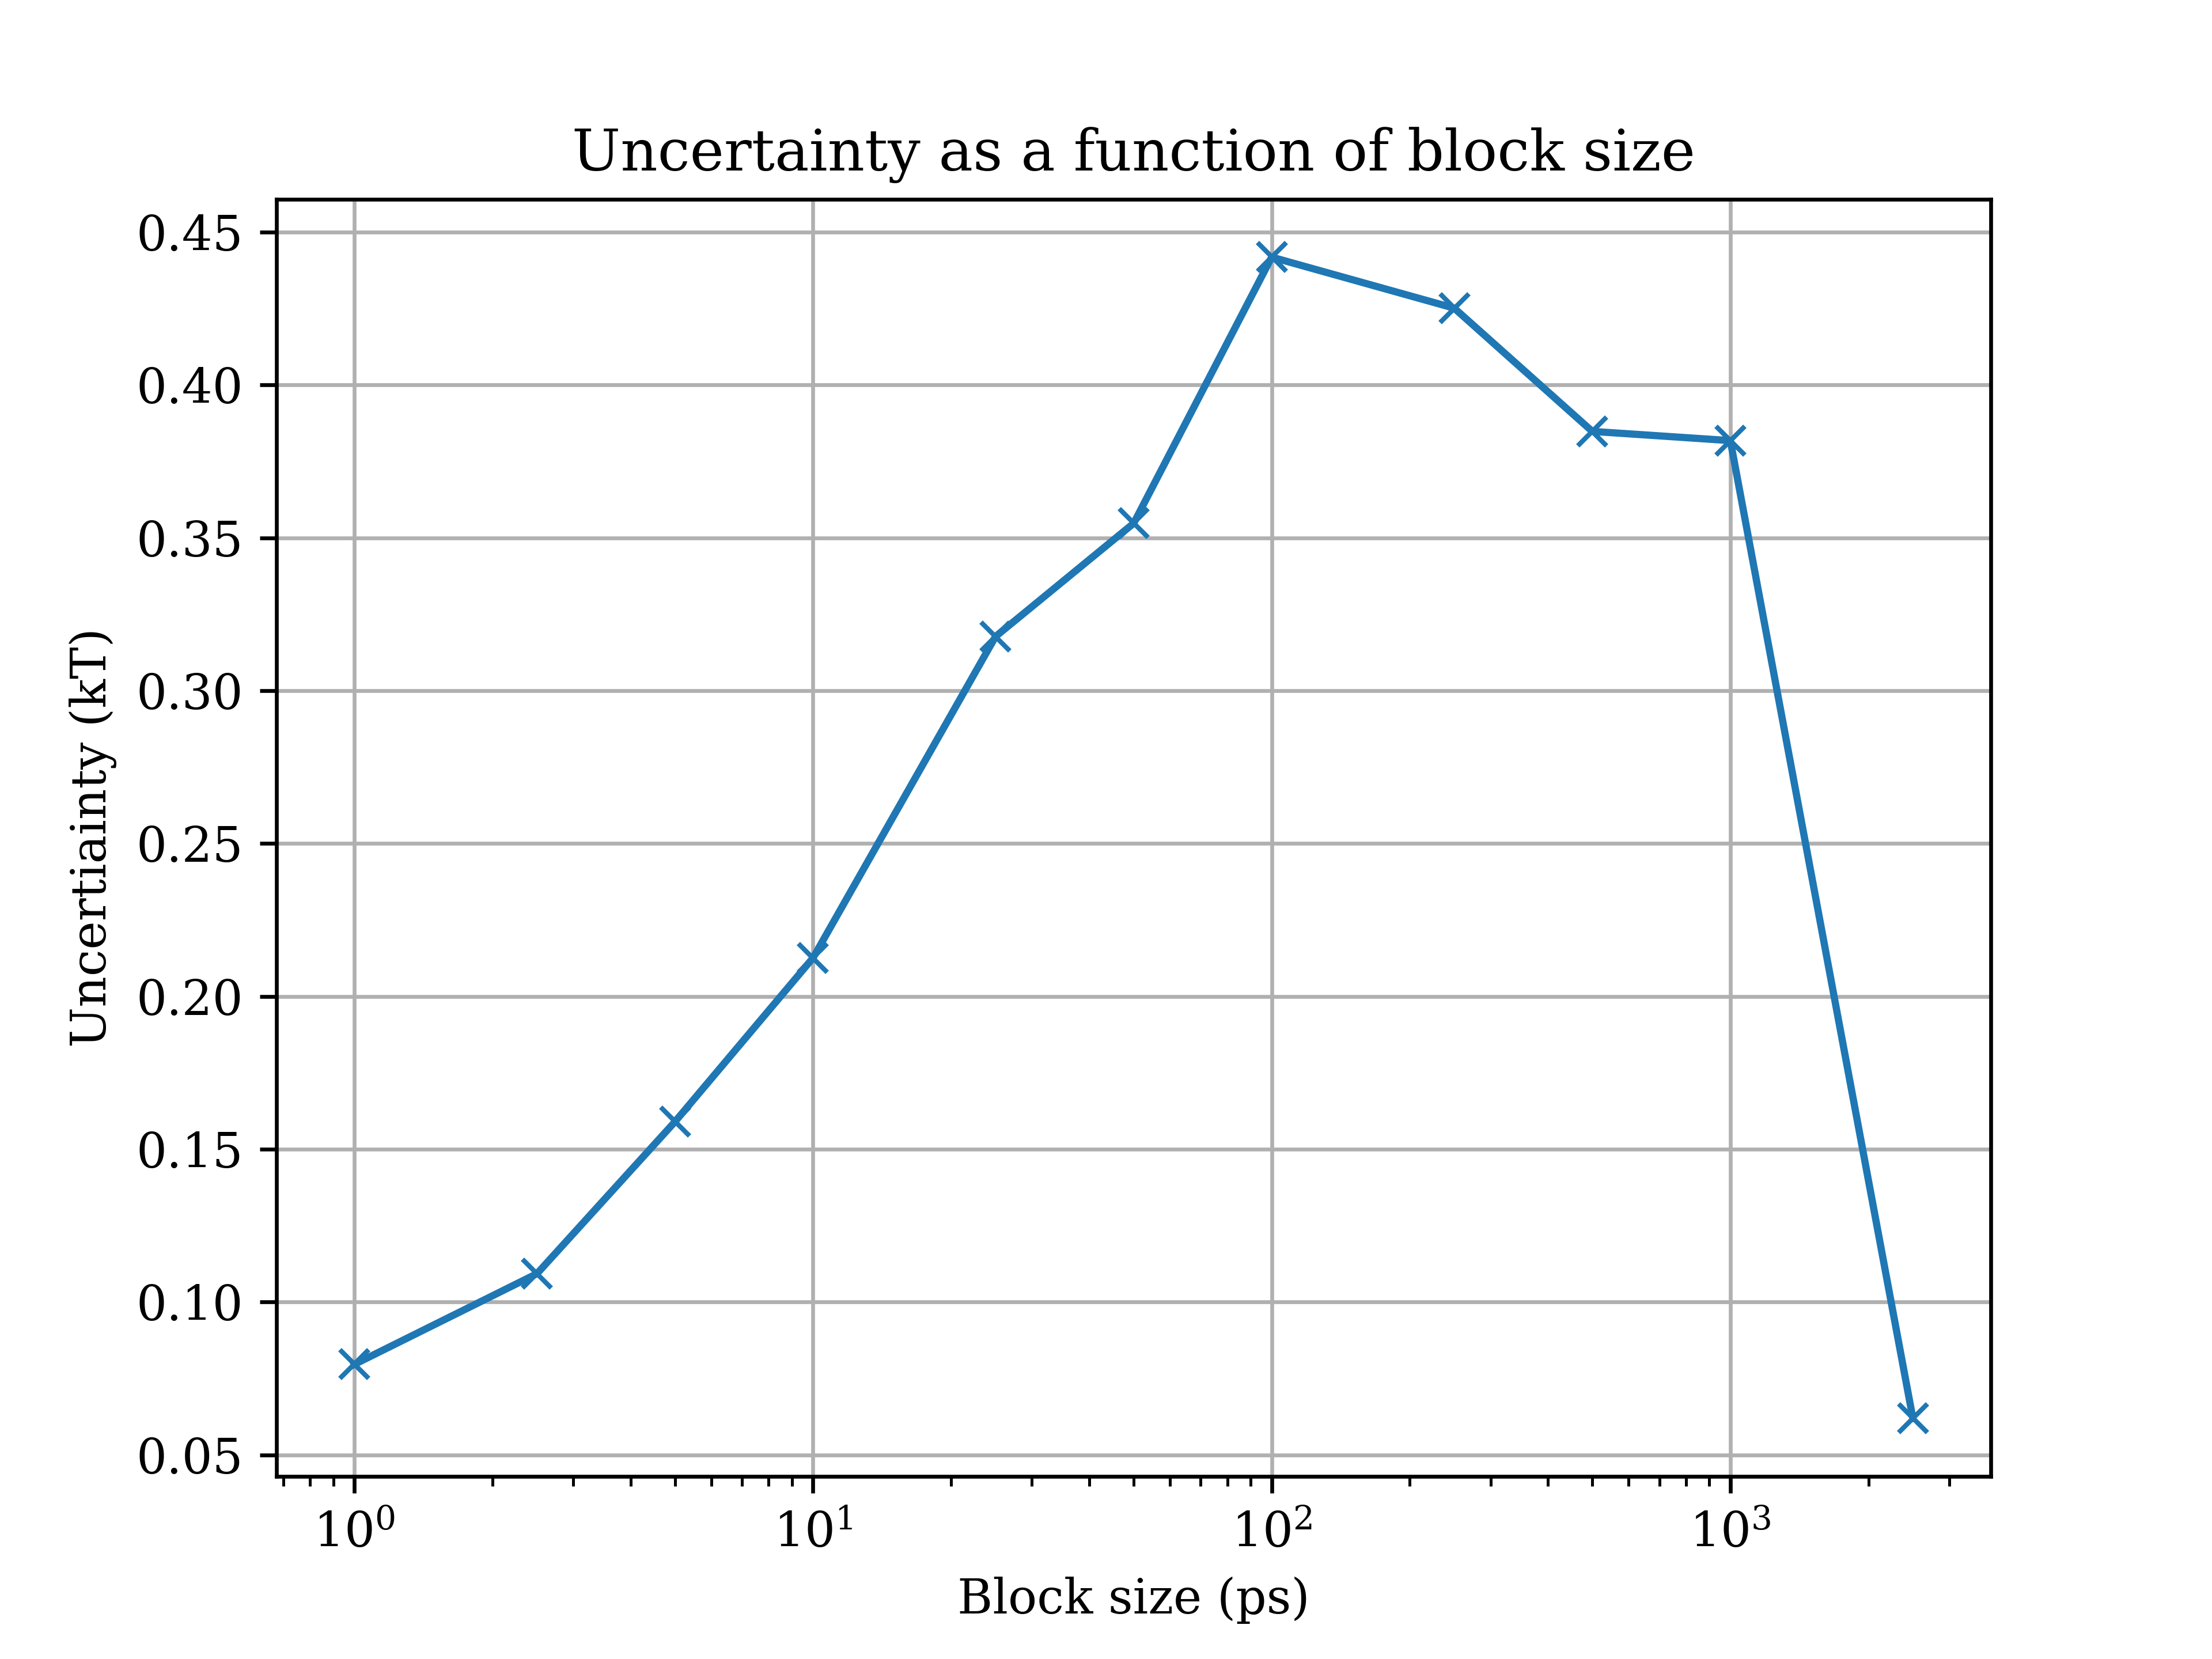 Uncertainty as a function of block size
0.45
0.40
0.35
0.30
0.25
0.20
0.15
0.10
0.05
Uncertiainty (kT)
10⁰ 10¹ 10² 10³
Block size (ps)